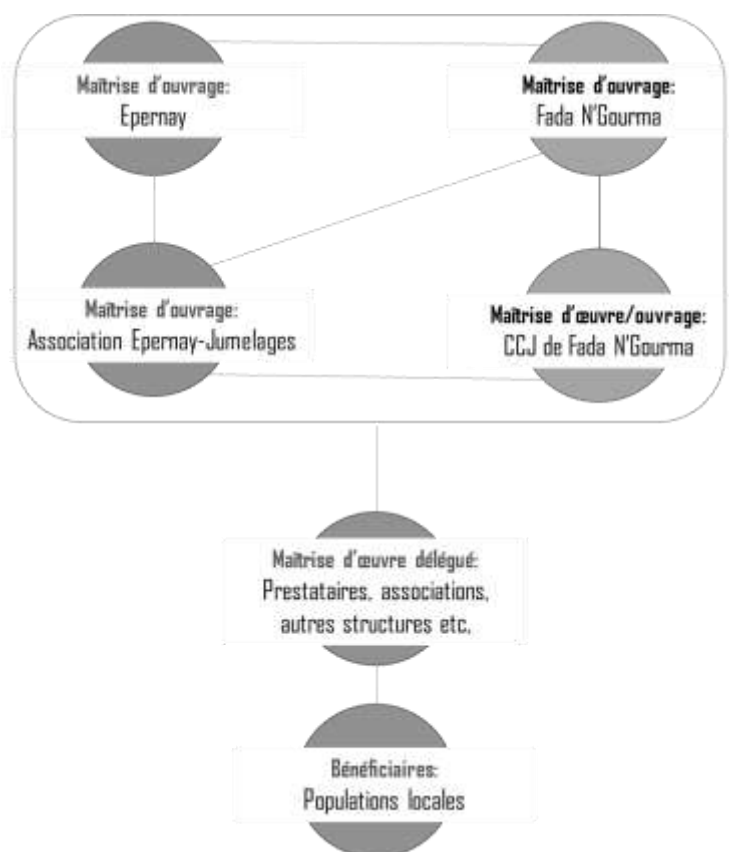 Maîtrise d'ouvrage:
Epernay
Maîtrise d'ouvrage:
Fada N'Gourma
Maîtrise d'ouvrage:
Association Epernay-Jumelages
Maîtrise d'œuvre/ouvrage:
CCJ de Fada N'Gourma
Maîtrise d'œuvre délégué:
Prestataires, associations,
autres structures etc,
Bénéficiaires:
Populations locales